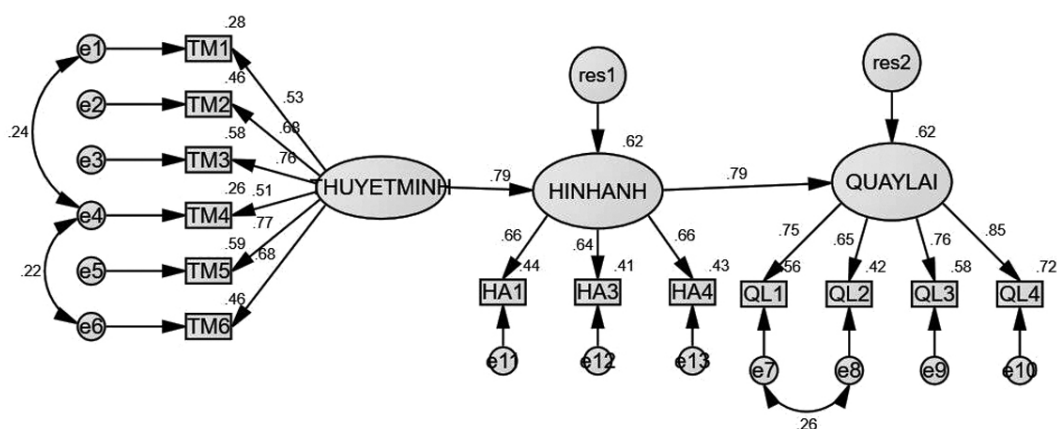 .28
e1
TM1
.46
e2
TM2
.53
.68
.58
e3
TM3
.76
.24
.26
.51
e4
TM4
.77
.59
.68
e5
TM5
.22
.46
e6
TM6
THUYETMINH
.79
res1
.62
HINHANH
.79
res2
.62
QUAYLAI
.66
.64
.66
.44
.41
.43
HA1
HA3
HA4
e11
e12
e13
.75
.65
.76
.85
.56
.42
.58
.72
QL1
QL2
QL3
QL4
e7
e8
e9
e10
.26